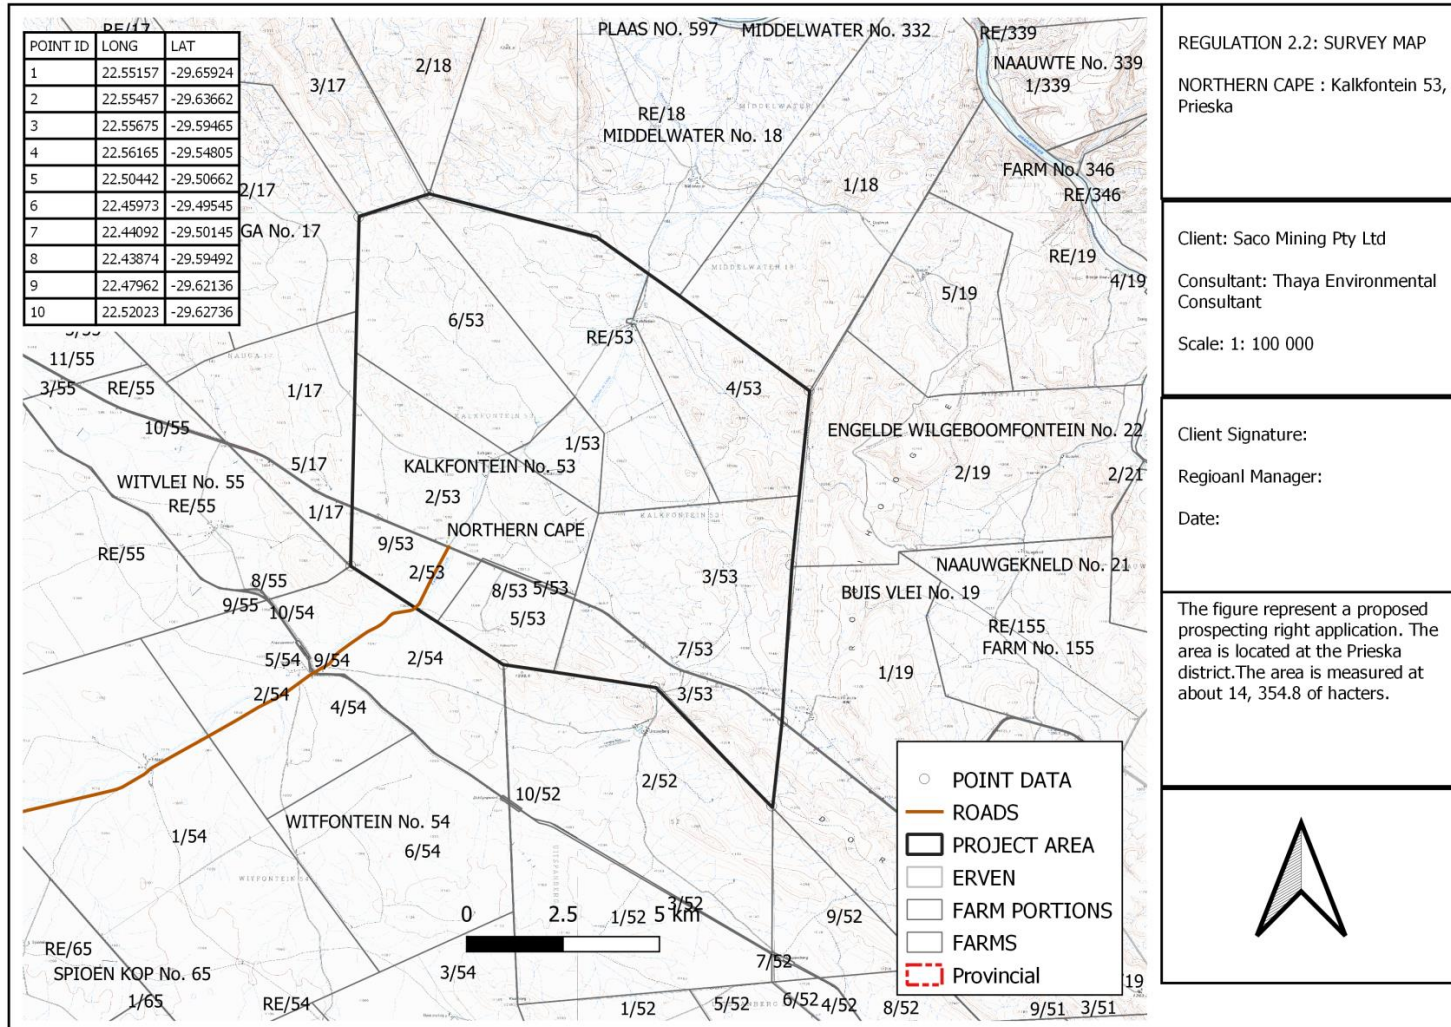 RE/17
PLAAS NO. 597
MIDDELWATER No. 332
RE/339
NAAUWTE No. 339
1/339
POINT ID LONG LAT
1 22.55157 -29.65924
2 22.55457 -29.63662
3 22.55675 -29.59465
4 22.56165 -29.54805
5 22.50442 -29.50662
6 22.45973 -29.49545
7 22.44092 -29.50145
8 22.43874 -29.59492
9 22.47962 -29.62136
10 22.52023 -29.62736
3/17
2/18
RE/18
MIDDELWATER No. 18
MIDDELWATER 18
1/18
FARM No. 346
RE/346
2/17
GA No. 17
RE/19
4/19
5/19
MIDDELWATER 18
6/53
RE/53
4/53
11/55
3/55
RE/55
1/17
10/55
KALKFONTEIN 53
1/53
ENGELDE WILGEBOOMFONTEIN No. 22
5/17
KALKFONTEIN No. 53
2/53
2/19
2/21
WITVLEI No. 55
RE/55
1/17
NORTHERN CAPE
KALKFONTEIN 53
9/53
RE/55
2/53
3/53
NAAUWGEKNELD No. 21
8/55
8/53
5/53
5/53
BUIS VLEI No. 19
9/55
10/54
RE/155
FARM No. 155
5/54
9/54
2/54
7/53
1/19
2/54
4/54
3/53
2/52
10/52
1/54
WITFONTEIN No. 54
6/54
WITFONTEIN 54
0 2.5 5 km
3/52
1/52
9/52
RE/65
SPIOEN KOP No. 65
1/65
3/54
RE/54
7/52
1/52
5/52
6/52
4/52
8/52
9/51
3/51
/19
POINT DATA
ROADS
PROJECT AREA
ERVEN
FARM PORTIONS
FARMS
Provincial
REGULATION 2.2: SURVEY MAP
NORTHERN CAPE : Kalkfontein 53,
Prieska
Client: Saco Mining Pty Ltd
Consultant: Thaya Environmental
Consultant
Scale: 1: 100 000
Client Signature:
Regioanl Manager:
Date:
The figure represent a proposed
prospecting right application. The
area is located at the Prieska
district.The area is measured at
about 14, 354.8 of hacters.